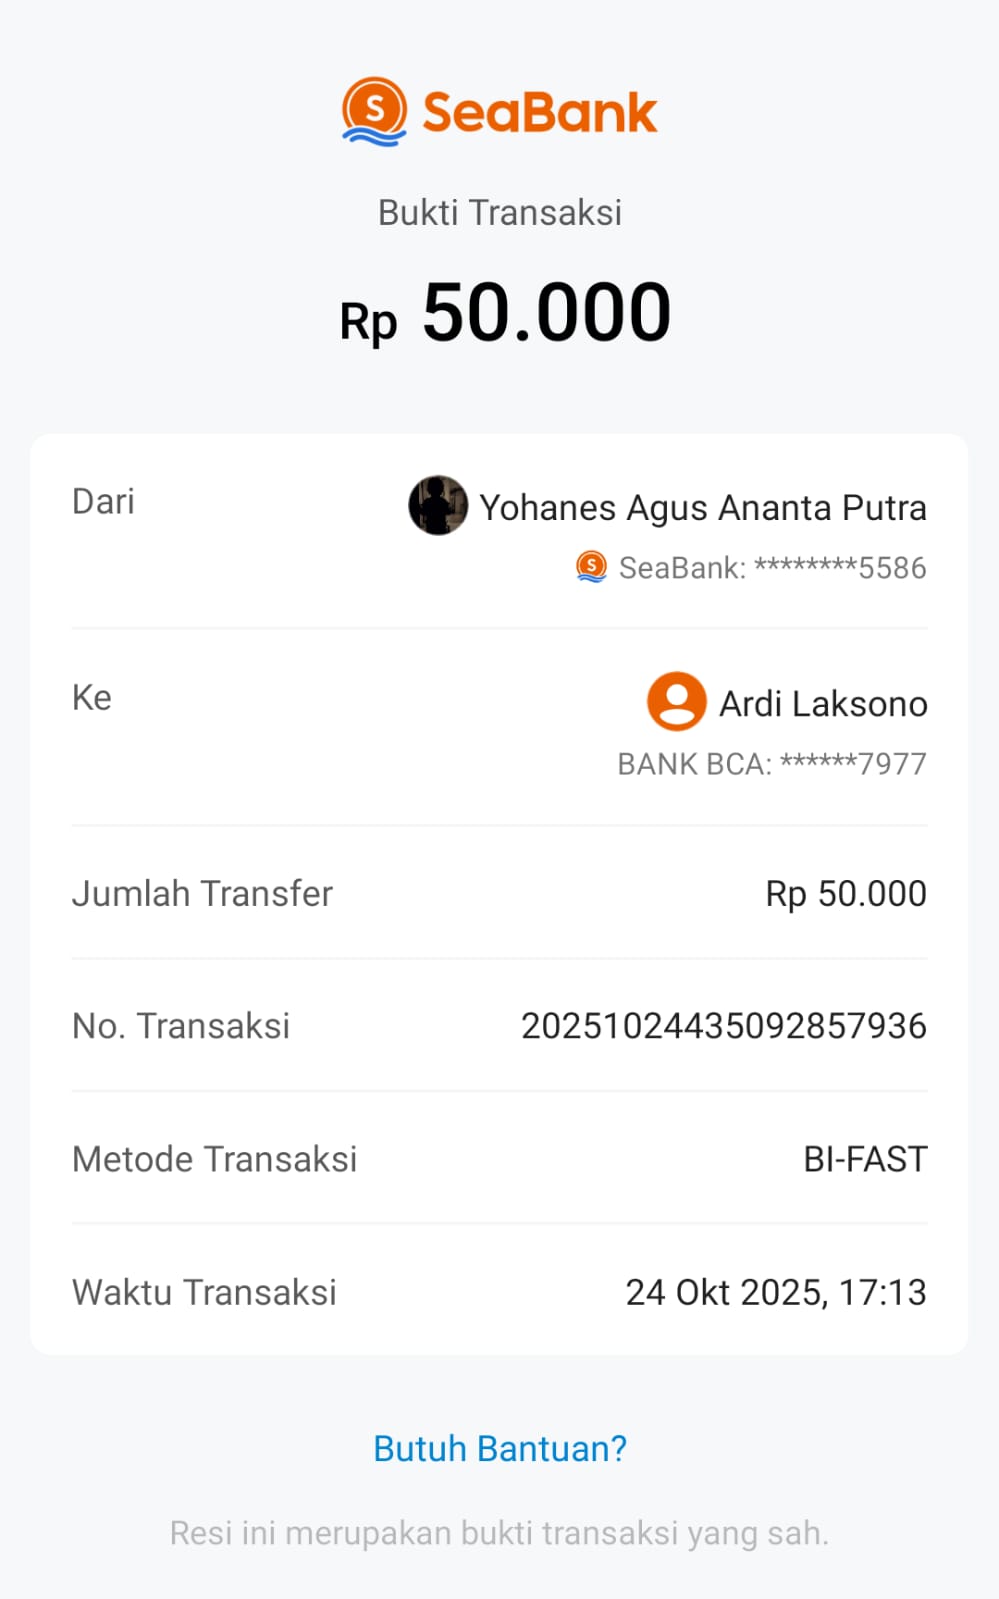 SeaBank
Bukti Transaksi
Rp 50.000
Dari
Yohanes Agus Ananta Putra
SeaBank: ********5586
Ke
Ardi Laksono
BANK BCA: ******7977
Jumlah Transfer
Rp 50.000
No. Transaksi
20251024435092857936
Metode Transaksi
BI-FAST
Waktu Transaksi
24 Okt 2025, 17:13
Butuh Bantuan?
Resi ini merupakan bukti transaksi yang sah.